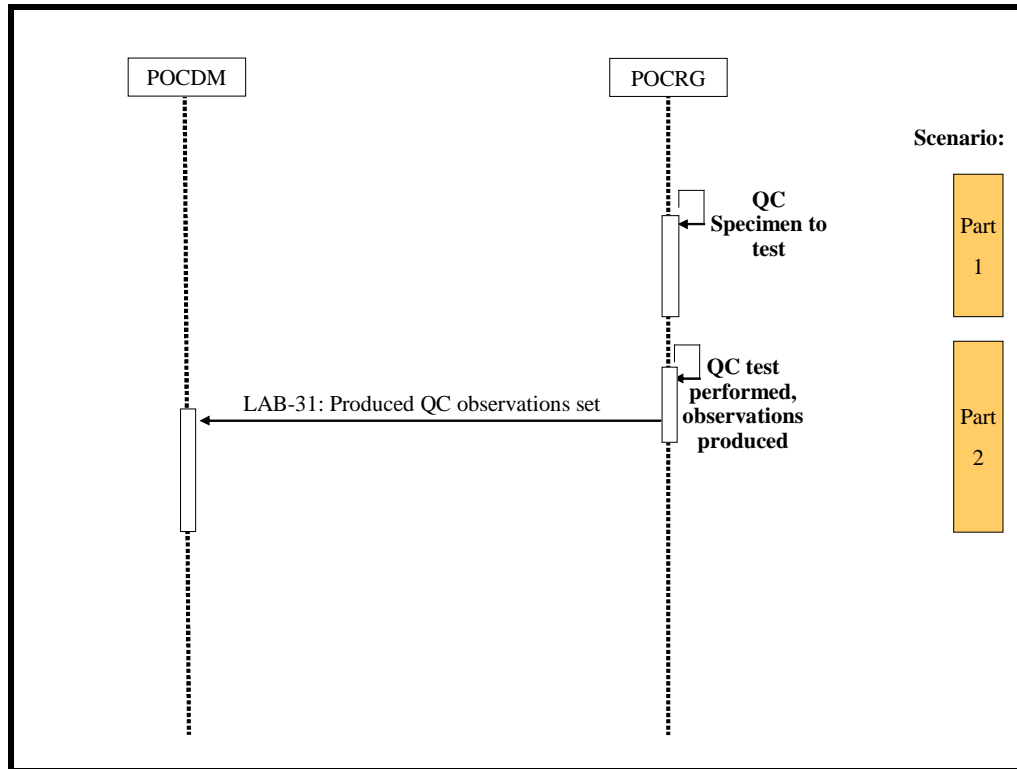 POCDM
POCRG
Scenario:
QC
Specimen to
test
Part
1
QC test
performed,
observations
produced
LAB-31: Produced QC observations set
Part
2